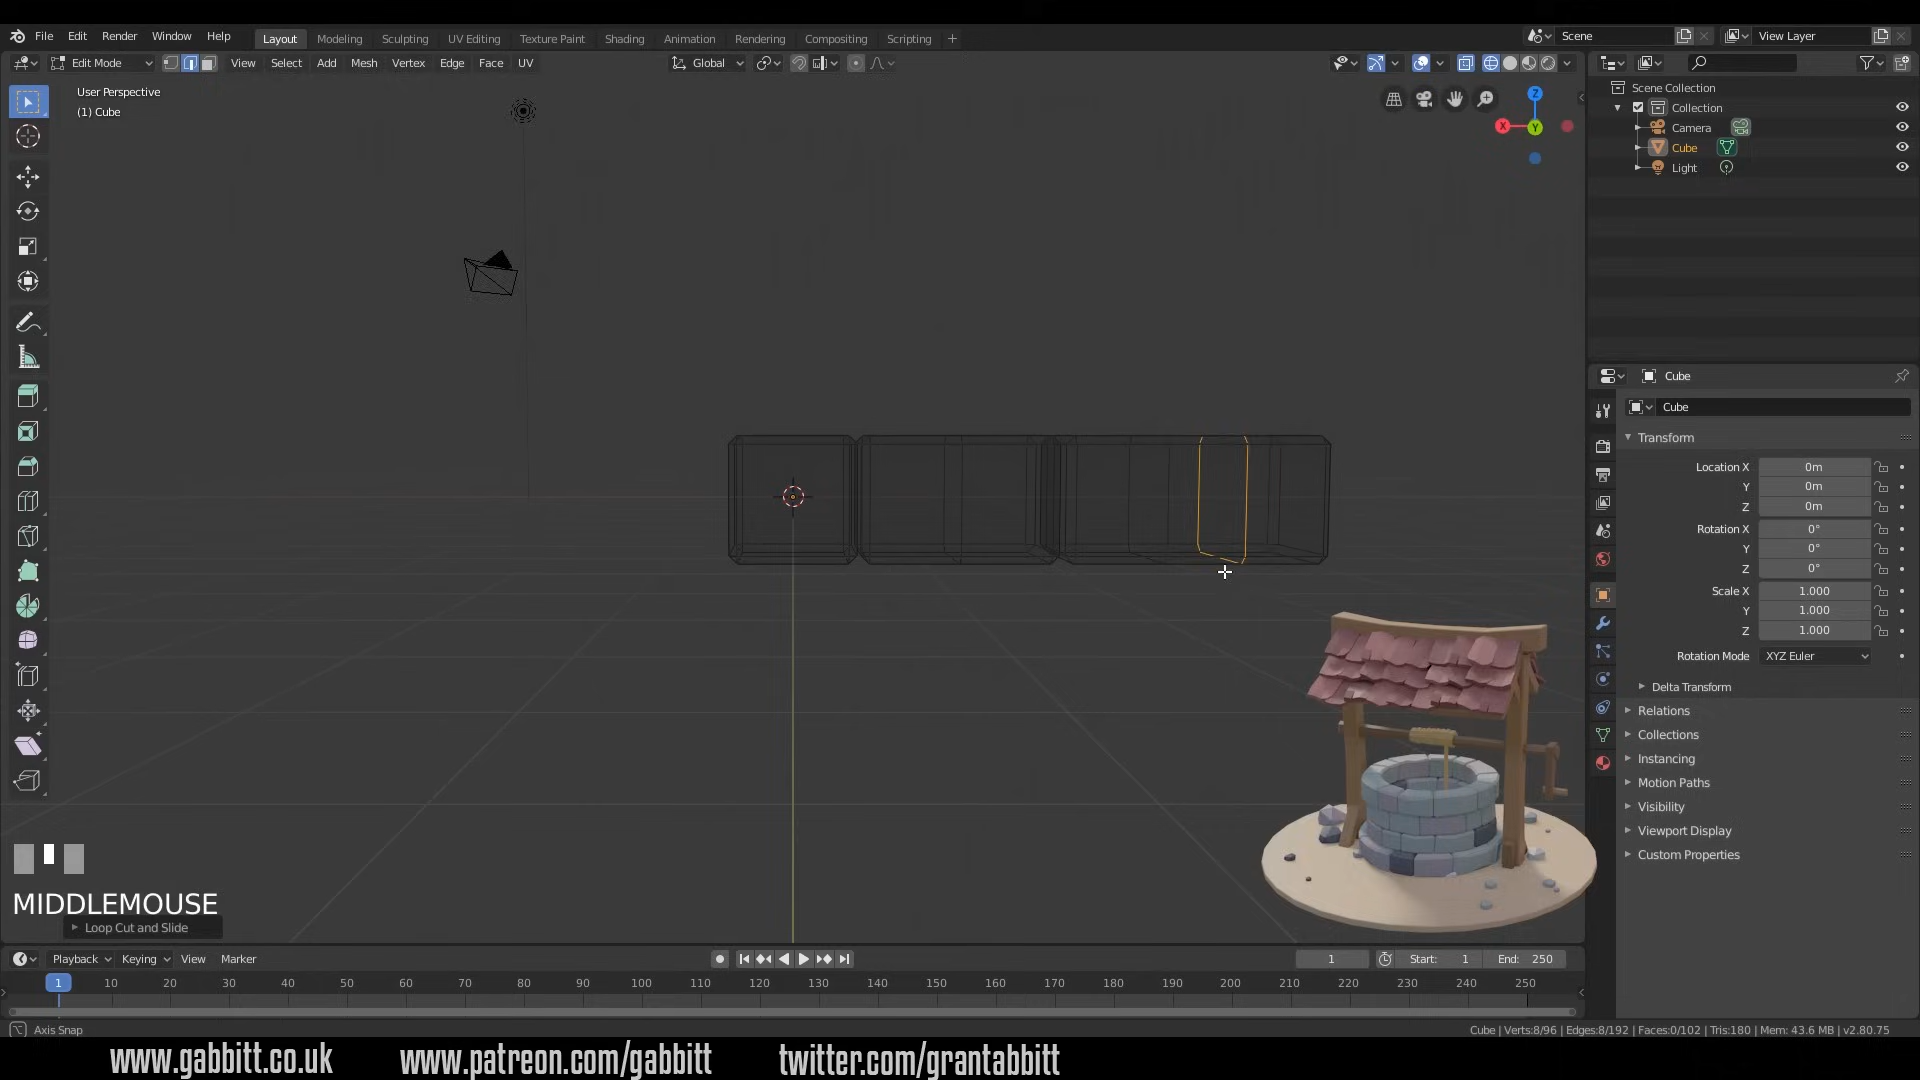 File Edit Render Window Help Layout Modeling Sculpting UV Editing Texture Paint Shading Animation Rendering Compositing Scripting + Scene View Layer
Edit Mode View Select Add Mesh Vertex Edge Face UV Global
User Perspective
(1) Cube
Z
X
Y
Scene Collection
Collection
Camera
Cube
Light
Cube
Cube
Transform
Location X 0m
Y 0m
Z 0m
Rotation X 0°
Y 0°
Z 0°
Scale X 1.000
Y 1.000
Z 1.000
Rotation Mode XYZ Euler
Delta Transform
Relations
Collections
Instancing
Motion Paths
Visibility
Viewport Display
Custom Properties
MIDDLEMOUSE
Loop Cut and Slide
Playback Keying View Marker 1 Start: 1 End: 250
1 10 20 30 40 50 60 70 80 90 100 110 120 130 140 150 160 170 180 190 200 210 220 230 240 250
Axis Snap Cube | Verts:8/96 | Edges:8/192 | Faces:0/102 | Tris:180 | Mem: 43.6 MB | v2.80.75
www.gabbitt.co.uk www.patreon.com/gabbitt twitter.com/grantabbitt